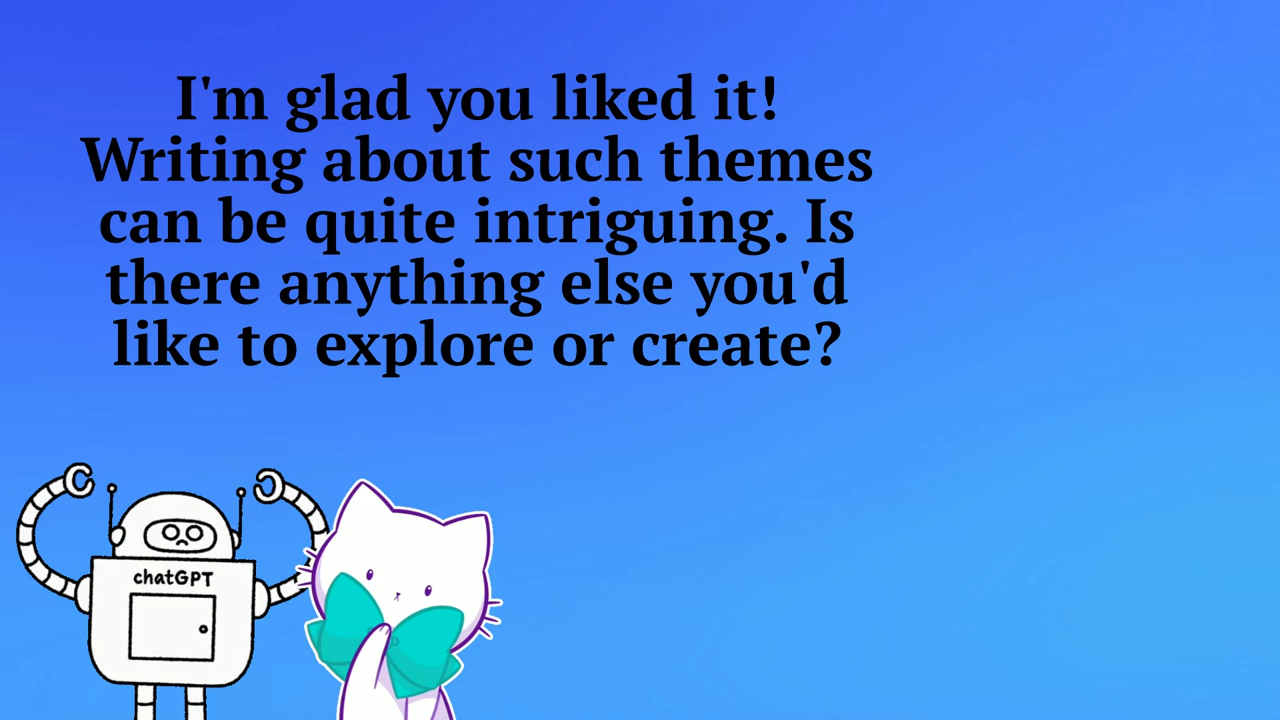 I'm glad you liked it!
Writing about such themes
can be quite intriguing. Is
there anything else you'd
like to explore or create?
chatGPT